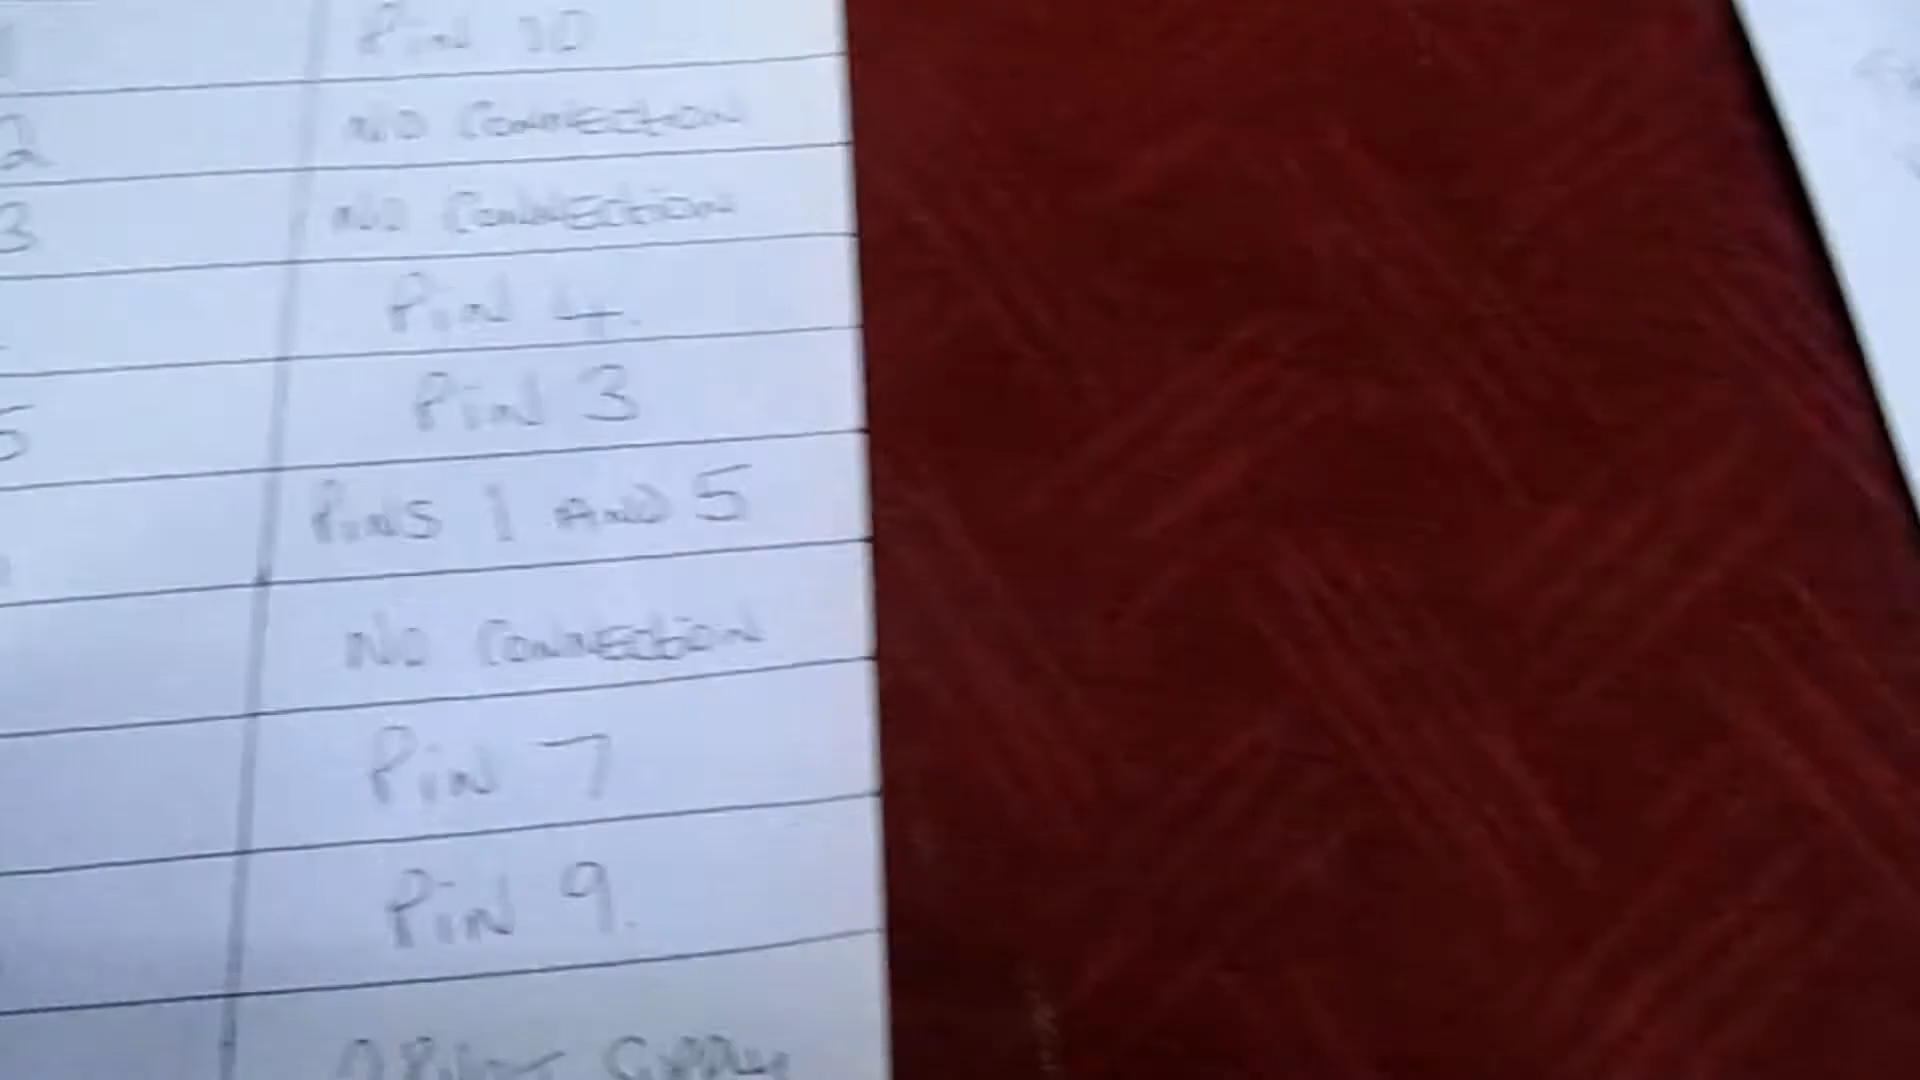 Pin 10
2 NO CONNECTION
3 NO CONNECTION
Pin 4.
5 Pin 3
Pins 1 AND 5
NO CONNECTION
Pin 7
Pin 9.